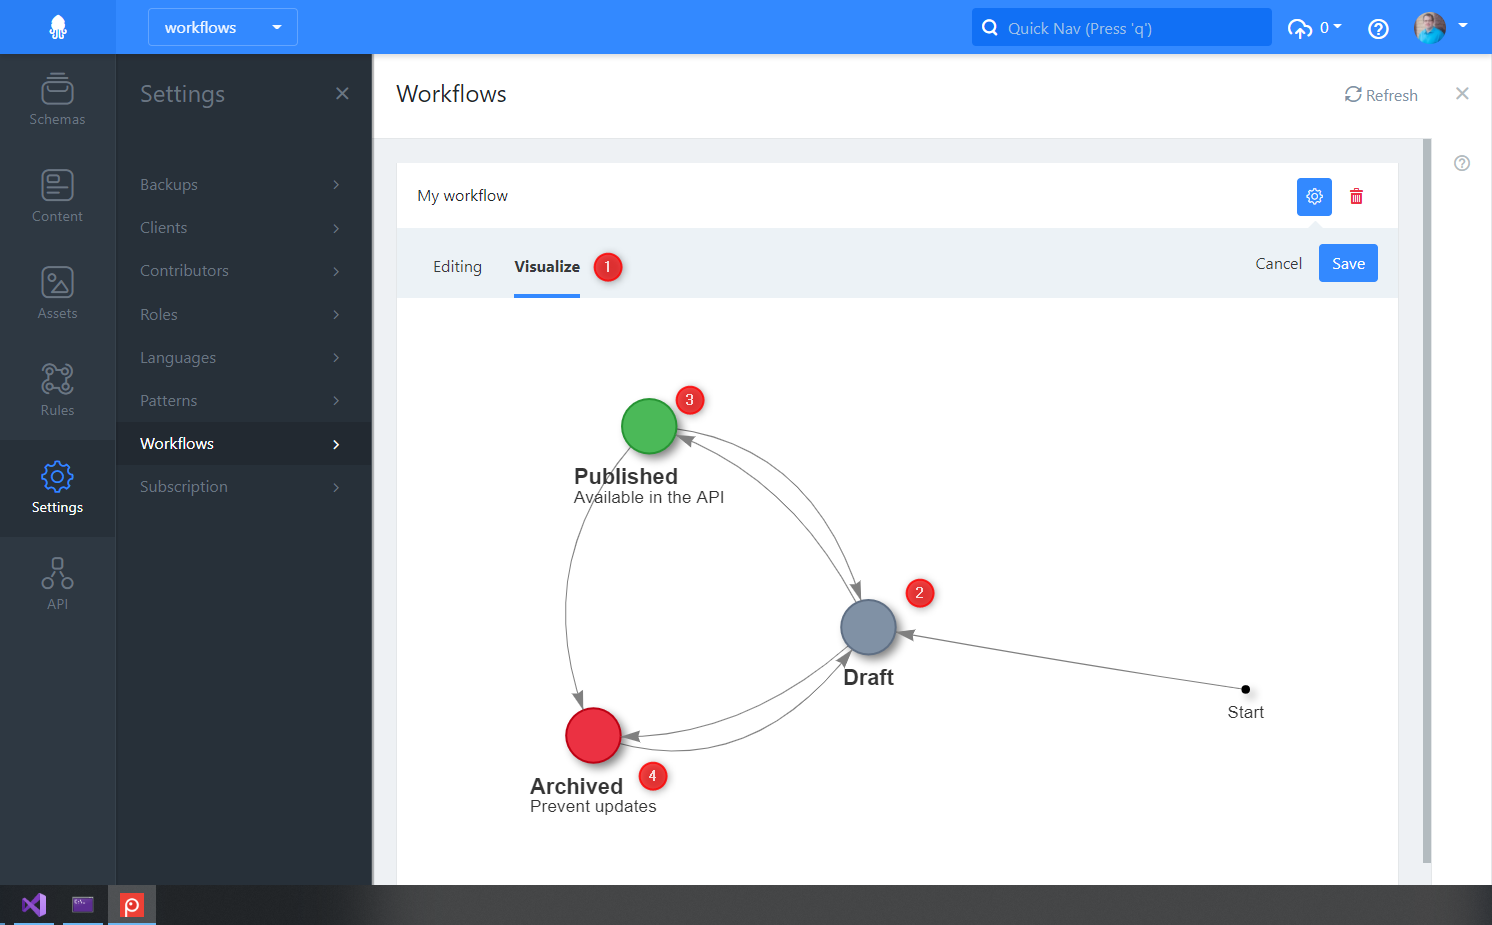 workflows
Quick Nav (Press 'q')
0
Schemas
Content
Assets
Rules
Settings
API
Settings
Backups
Clients
Contributors
Roles
Languages
Patterns
Workflows
Subscription
Workflows
Refresh
My workflow
Editing
Visualize
1
Cancel
Save
3
Published
Available in the API
2
Draft
Start
Archived
4
Prevent updates